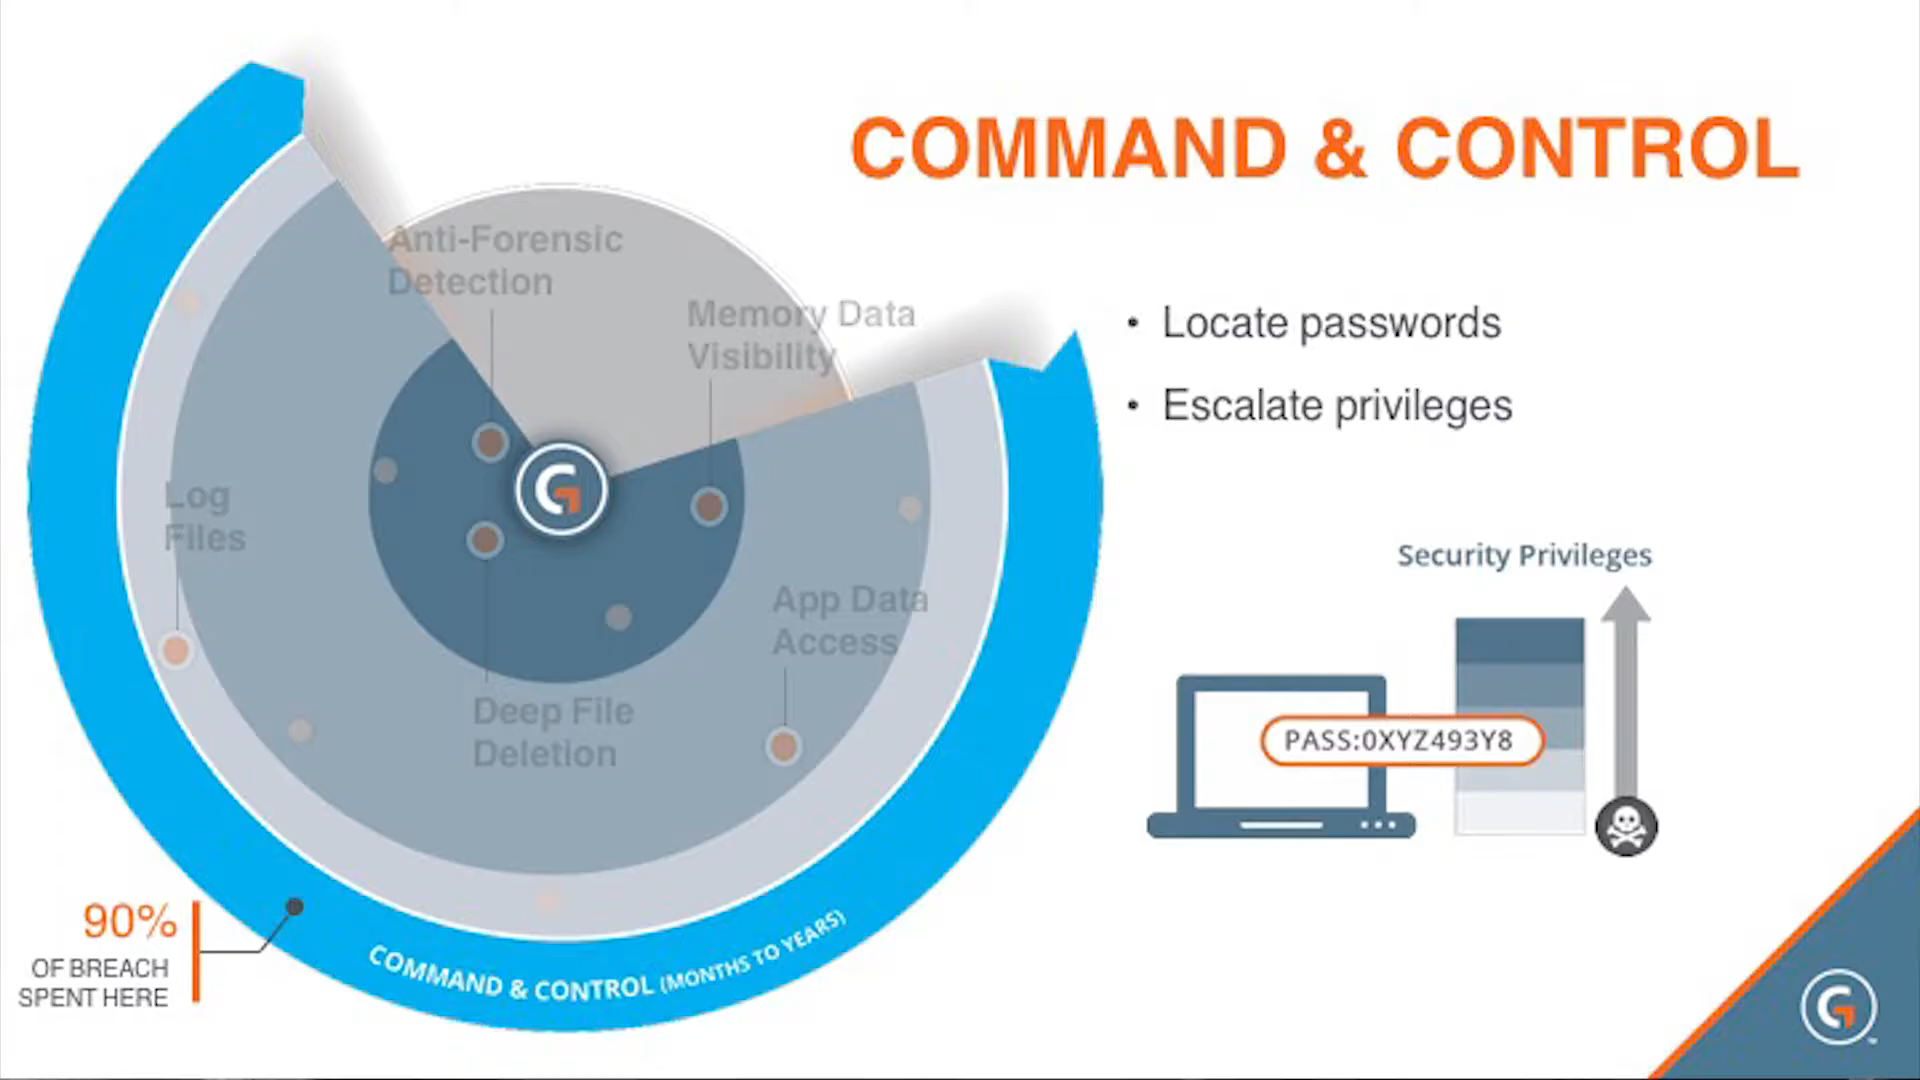 COMMAND & CONTROL
Anti-Forensic
Detection
Memory Data
Visibility
Log
Files
App Data
Access
Deep File
Deletion
• Locate passwords
• Escalate privileges
Security Privileges
PASS:0XYZ493Y8
90%
OF BREACH
SPENT HERE
COMMAND & CONTROL (MONTHS TO YEARS)